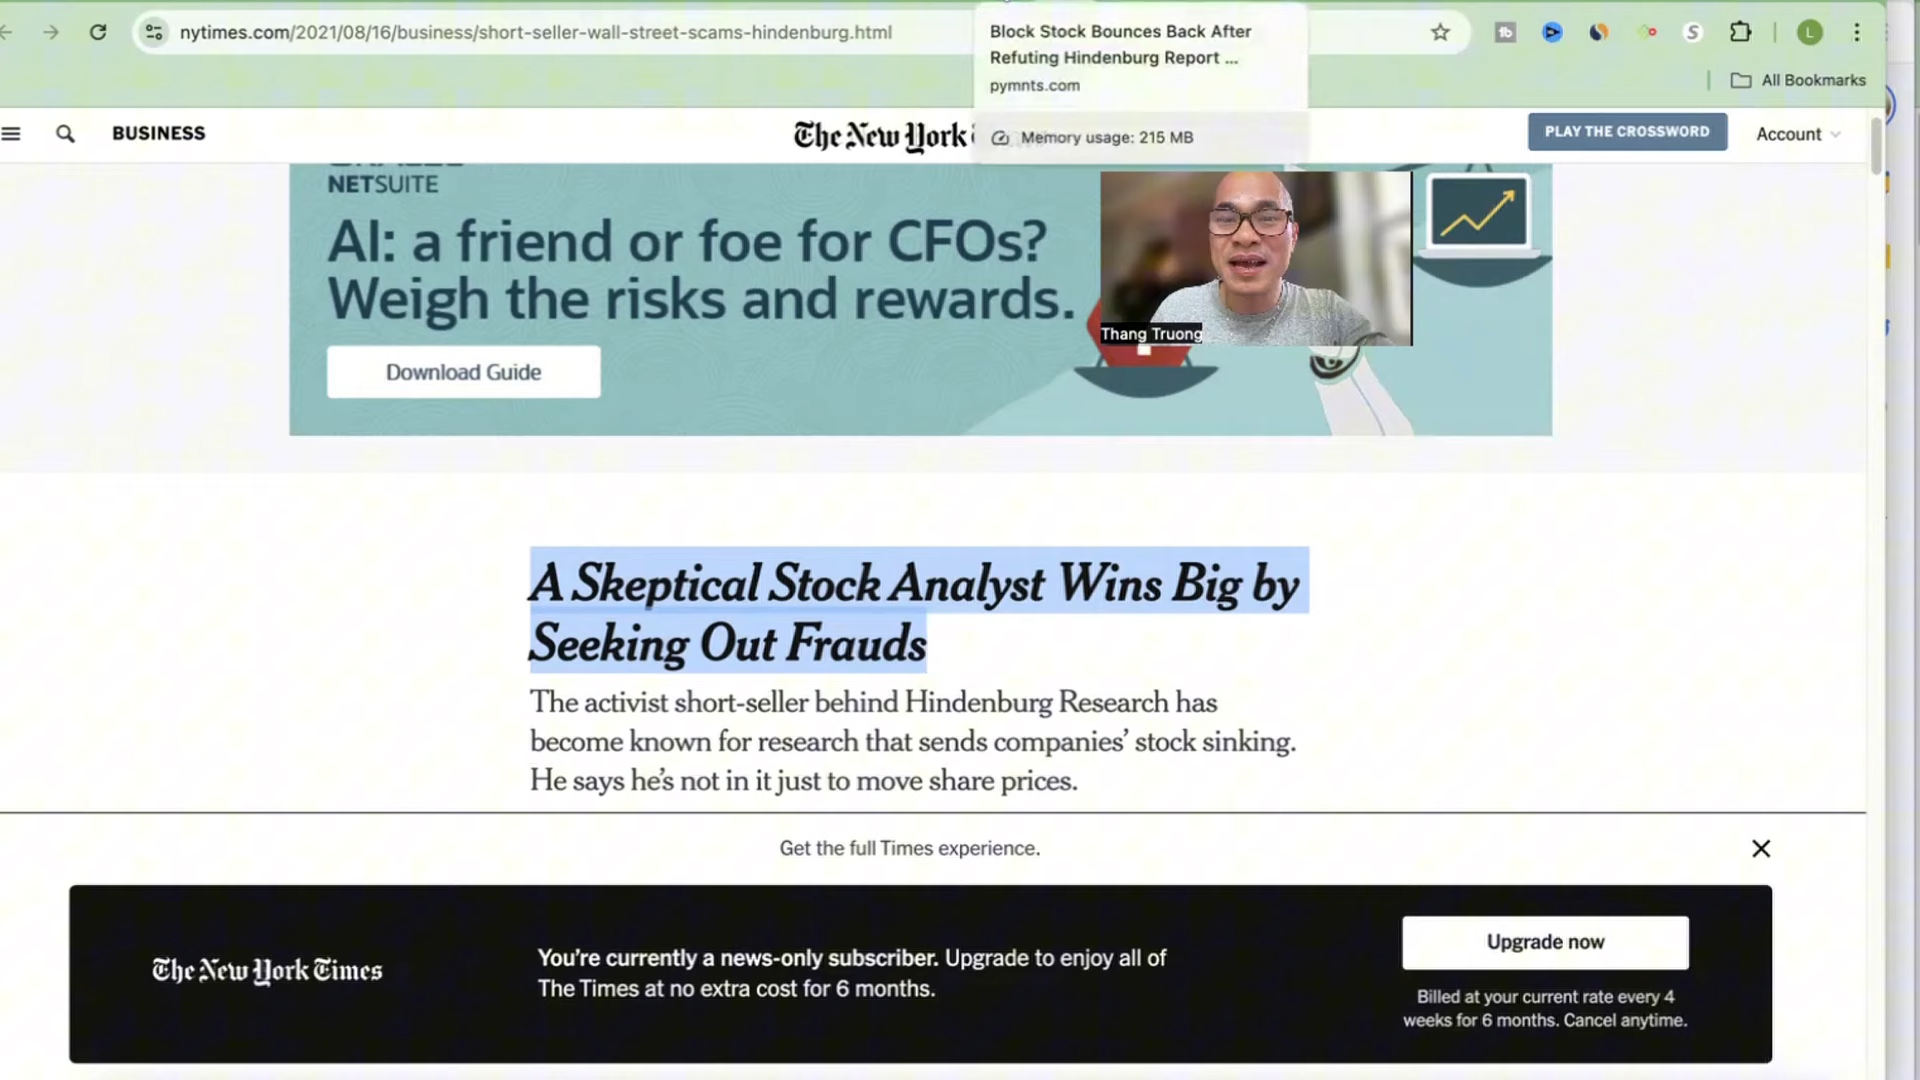 nytimes.com/2021/08/16/business/short-seller-wall-street-scams-hindenburg.html
Block Stock Bounces Back After
Refuting Hindenburg Report ...
pymnts.com
Memory usage: 215 MB
L
All Bookmarks
BUSINESS
The New York
PLAY THE CROSSWORD
Account
NETSUITE
AI: a friend or foe for CFOs?
Weigh the risks and rewards.
Download Guide
Thang Truong
A Skeptical Stock Analyst Wins Big by
Seeking Out Frauds
The activist short-seller behind Hindenburg Research has
become known for research that sends companies’ stock sinking.
He says he’s not in it just to move share prices.
Get the full Times experience.
The New York Times
You’re currently a news-only subscriber. Upgrade to enjoy all of
The Times at no extra cost for 6 months.
Upgrade now
Billed at your current rate every 4
weeks for 6 months. Cancel anytime.